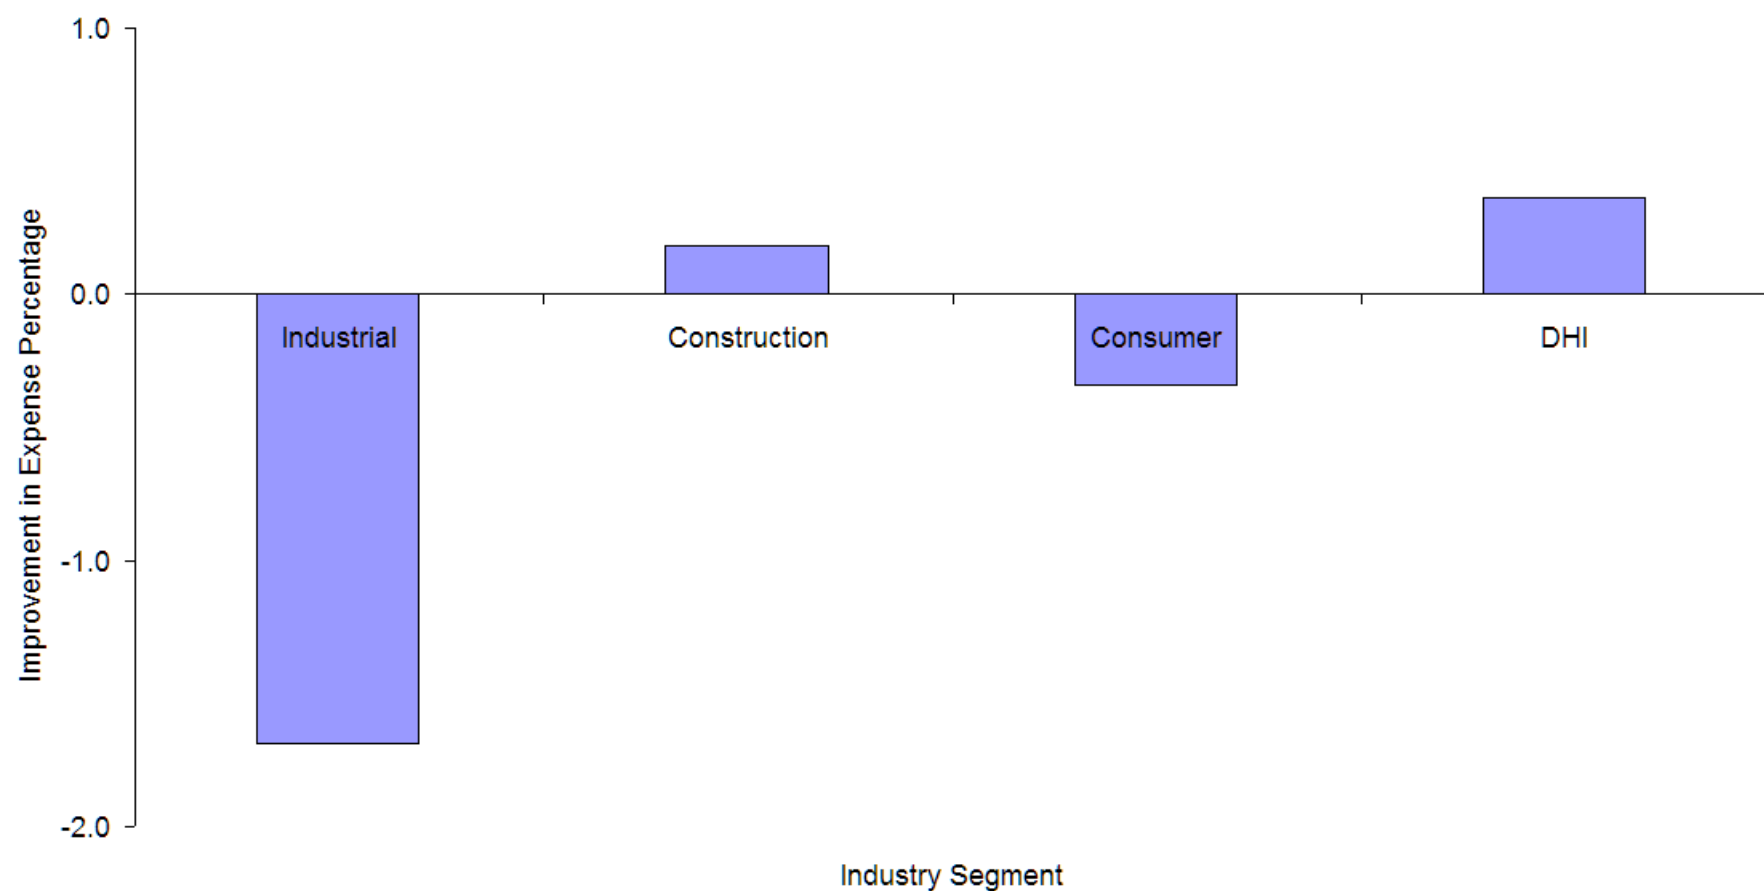 1.0
0.0
-1.0
-2.0
Improvement in Expense Percentage
Industrial
Construction
Consumer
DHI
Industry Segment